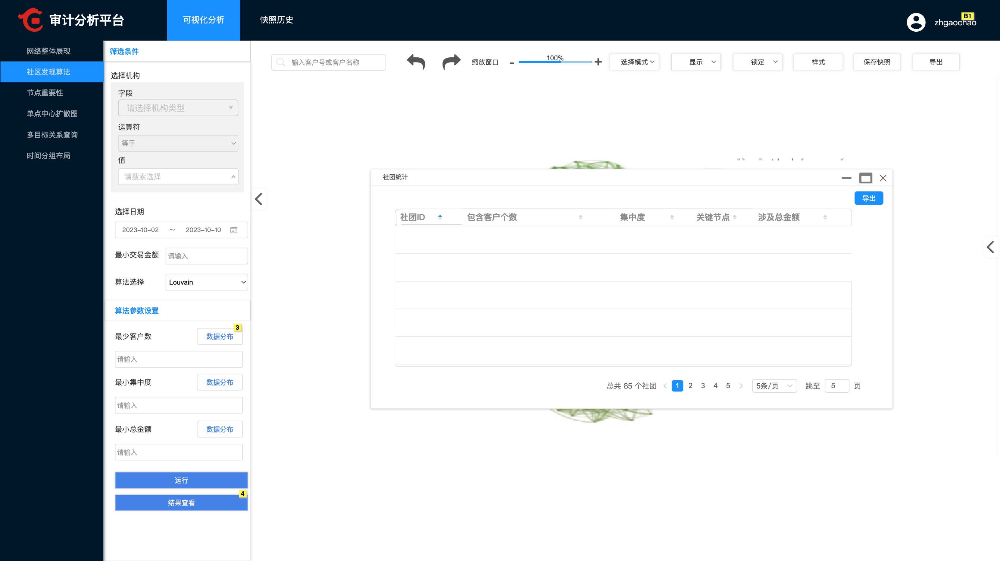 审计分析平台
可视化分析
快照历史
B1
zhgaochao
网络整体展现
社区发现算法
节点重要性
单点中心扩散图
多目标关系查询
时间分组布局
筛选条件
选择机构
字段
请选择机构类型
运算符
等于
值
请搜索选择
选择日期
2023-10-02 ~ 2023-10-10
最小交易金额 请输入
算法选择 Louvain
算法参数设置
3
最少客户数 数据分布
请输入
最小集中度 数据分布
请输入
最小总金额 数据分布
请输入
运行
4
结果查看
输入客户号或客户名称
缩放窗口 - 100% +
选择模式
显示
锁定
样式
保存快照
导出
社团统计
导出
社团ID 包含客户个数 集中度 关键节点 涉及总金额
总共 85 个社团 < 1 2 3 4 5 > 5条/页 跳至 5 页